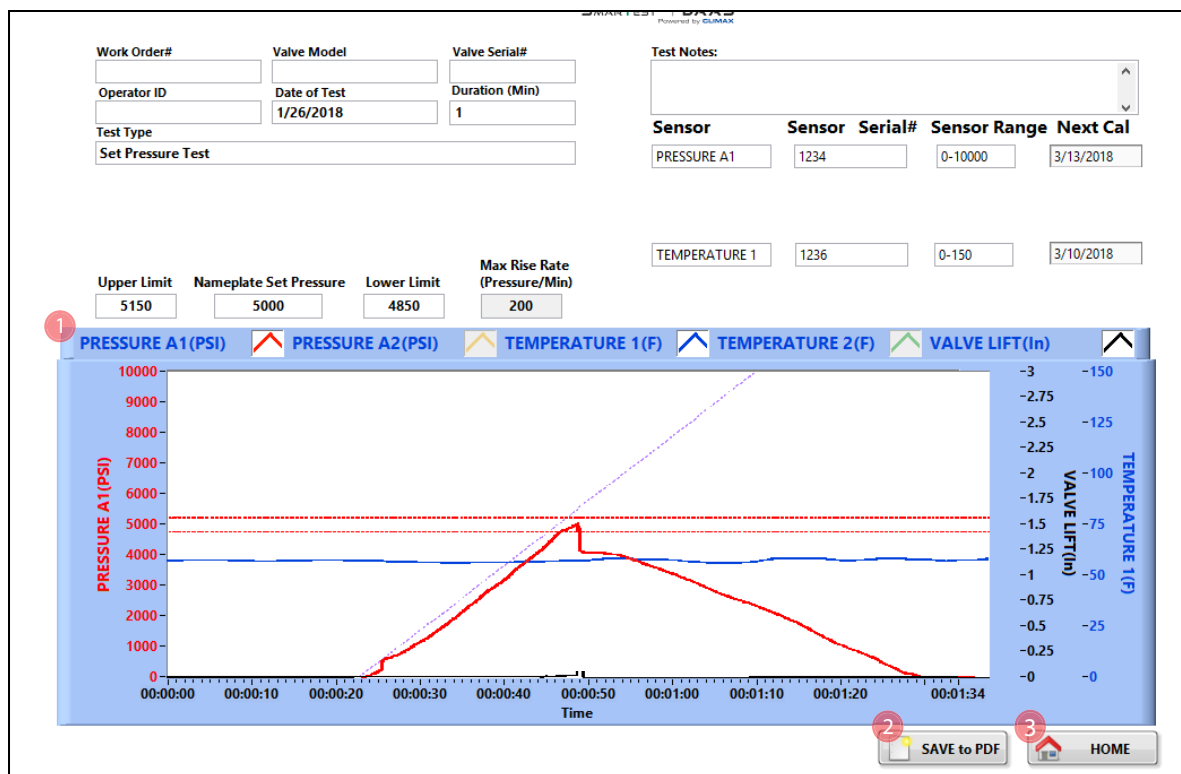 Powered by CLIMAX
Work Order# Valve Model Valve Serial# Test Notes:
Operator ID Date of Test Duration (Min)
1/26/2018 1
Test Type
Set Pressure Test
Sensor Sensor Serial# Sensor Range Next Cal
PRESSURE A1 1234 0-10000 3/13/2018
TEMPERATURE 1 1236 0-150 3/10/2018
Upper Limit Nameplate Set Pressure Lower Limit Max Rise Rate (Pressure/Min)
5150 5000 4850 200
1
PRESSURE A1(PSI) PRESSURE A2(PSI) TEMPERATURE 1(F) TEMPERATURE 2(F) VALVE LIFT(In)
PRESSURE A1(PSI)
10000
9000
8000
7000
6000
5000
4000
3000
2000
1000
0
-3
-2.75
-2.5
-2.25
-2
-1.75
-1.5
-1.25
-1
-0.75
-0.5
-0.25
-0
VALVE LIFT(In)
-150
-125
-100
-75
-50
-25
-0
TEMPERATURE 1(F)
00:00:00 00:00:10 00:00:20 00:00:30 00:00:40 00:00:50 00:01:00 00:01:10 00:01:20 00:01:34
Time
2 SAVE to PDF 3 HOME